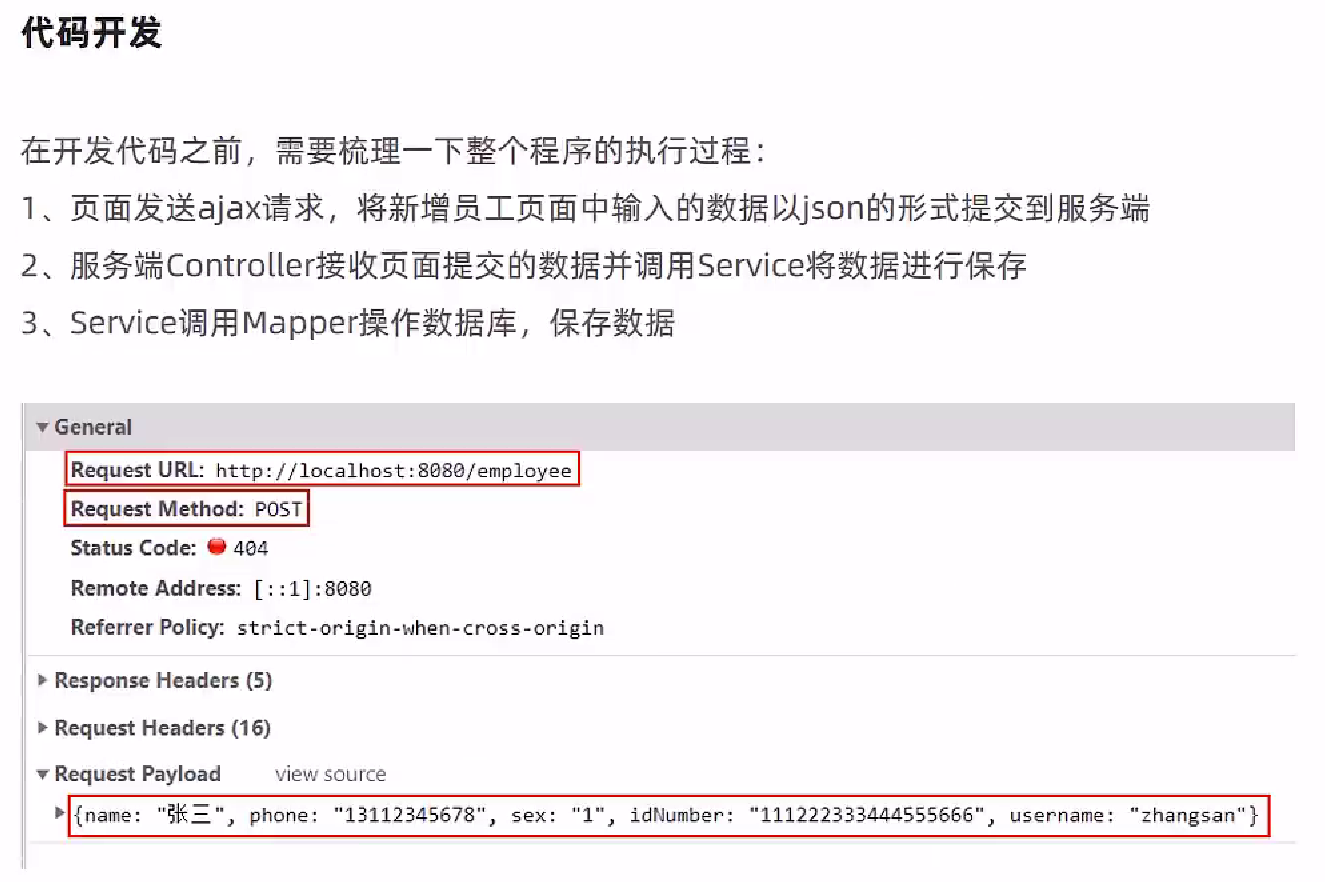 代码开发
在开发代码之前，需要梳理一下整个程序的执行过程：
1、页面发送ajax请求，将新增员工页面中输入的数据以json的形式提交到服务端
2、服务端Controller接收页面提交的数据并调用Service将数据进行保存
3、Service调用Mapper操作数据库，保存数据
General
Request URL: http://localhost:8080/employee
Request Method: POST
Status Code: 404
Remote Address: [::1]:8080
Referrer Policy: strict-origin-when-cross-origin
Response Headers (5)
Request Headers (16)
Request Payload view source
{name: "张三", phone: "13112345678", sex: "1", idNumber: "111222333444555666", username: "zhangsan"}